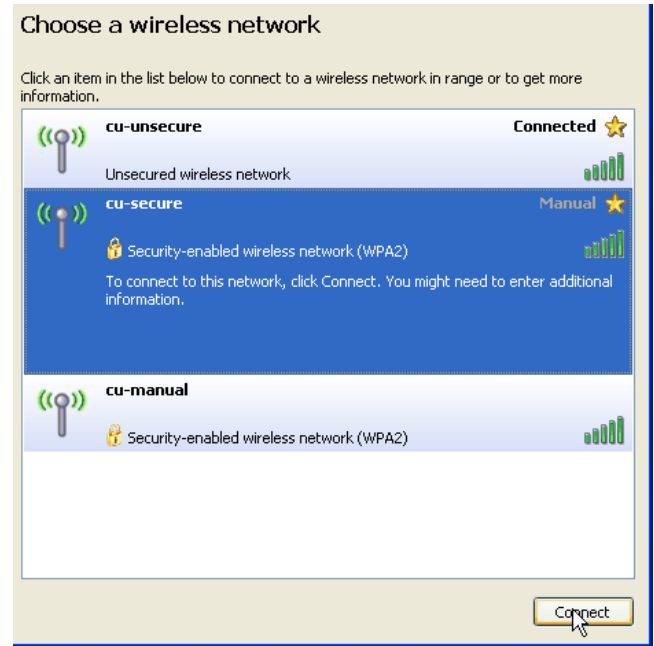 Choose a wireless network
Click an item in the list below to connect to a wireless network in range or to get more
information.
cu-unsecure Connected
Unsecured wireless network
cu-secure Manual
Security-enabled wireless network (WPA2)
To connect to this network, click Connect. You might need to enter additional
information.
cu-manual
Security-enabled wireless network (WPA2)
Connect